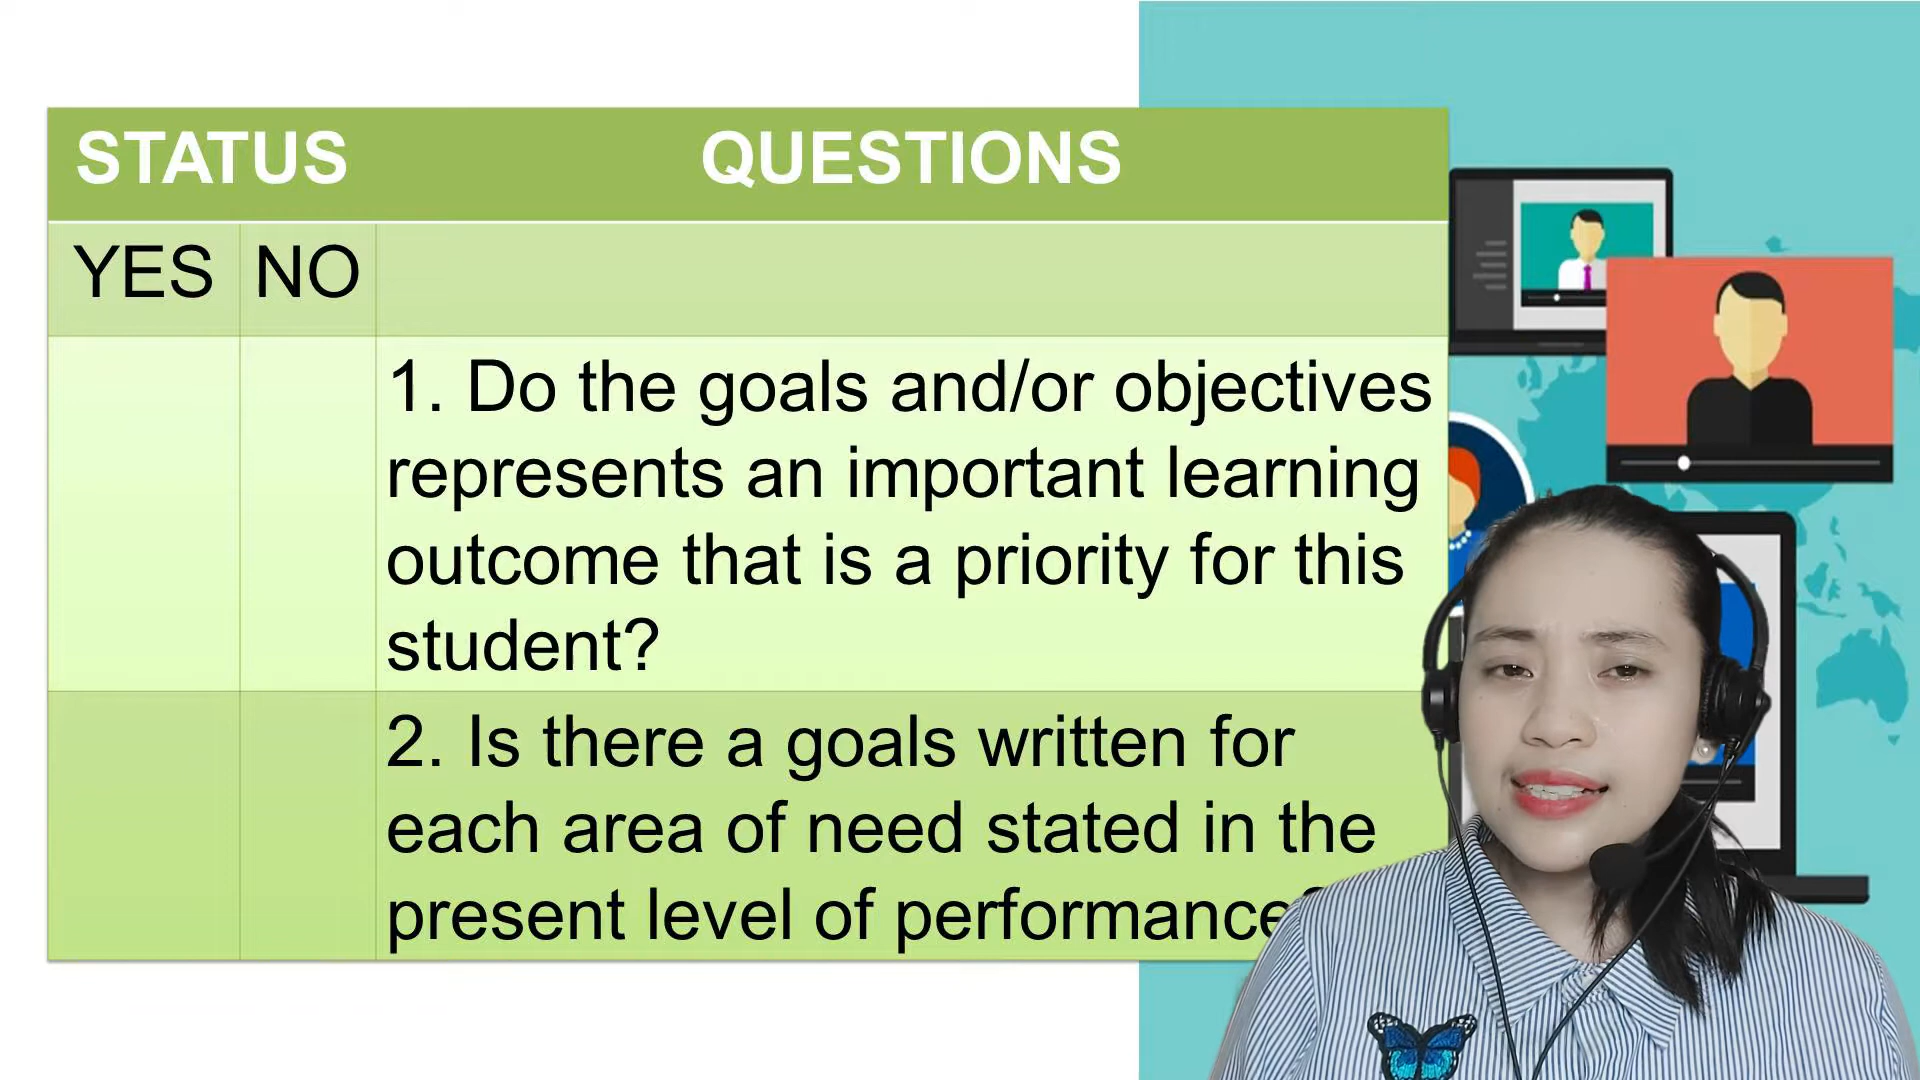 STATUS QUESTIONS
YES NO
1. Do the goals and/or objectives
represents an important learning
outcome that is a priority for this
student?
2. Is there a goals written for
each area of need stated in the
present level of performance?